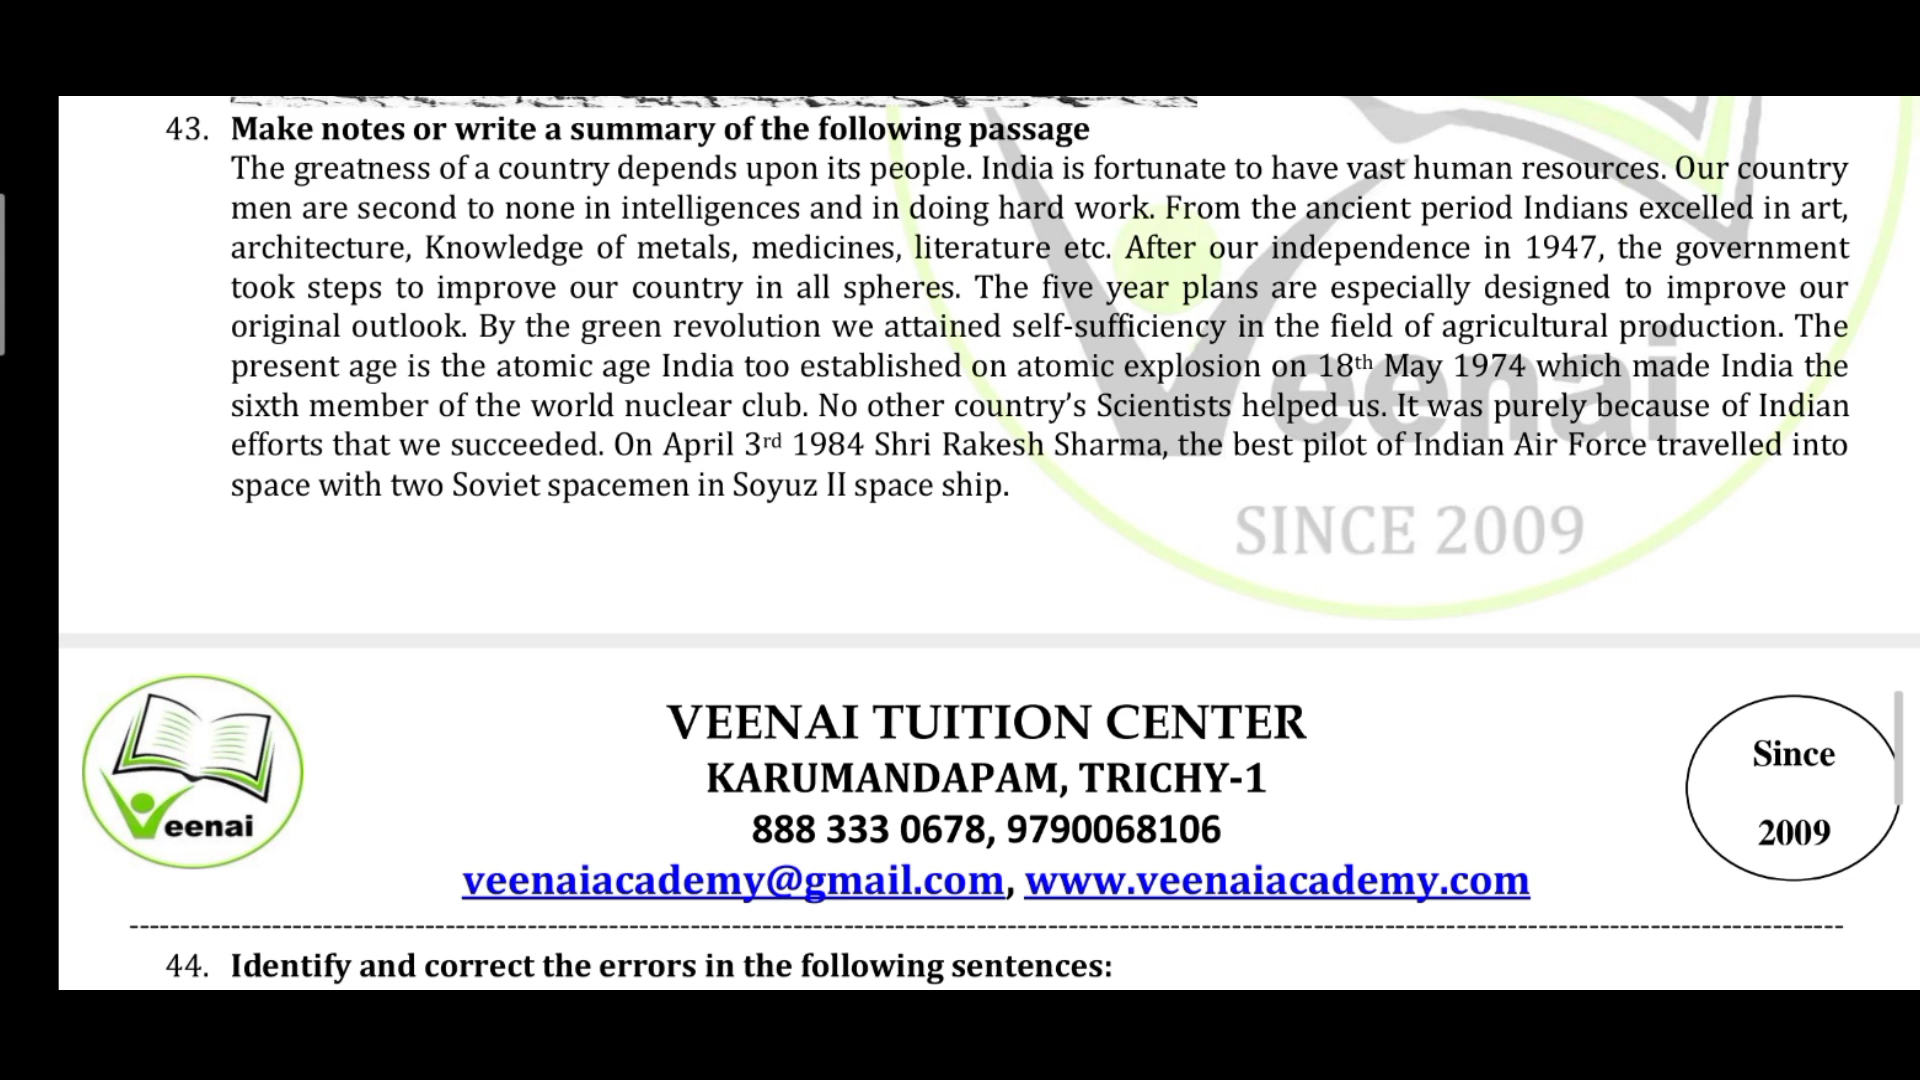 43. Make notes or write a summary of the following passage
The greatness of a country depends upon its people. India is fortunate to have vast human resources. Our country
men are second to none in intelligences and in doing hard work. From the ancient period Indians excelled in art,
architecture, Knowledge of metals, medicines, literature etc. After our independence in 1947, the government
took steps to improve our country in all spheres. The five year plans are especially designed to improve our
original outlook. By the green revolution we attained self-sufficiency in the field of agricultural production. The
present age is the atomic age India too established on atomic explosion on 18th May 1974 which made India the
sixth member of the world nuclear club. No other country's Scientists helped us. It was purely because of Indian
efforts that we succeeded. On April 3rd 1984 Shri Rakesh Sharma, the best pilot of Indian Air Force travelled into
space with two Soviet spacemen in Soyuz II space ship.
Veenai
SINCE 2009
Veenai
VEENAI TUITION CENTER
KARUMANDAPAM, TRICHY-1
888 333 0678, 9790068106
veenaiacademy@gmail.com, www.veenaiacademy.com
Since
2009
44. Identify and correct the errors in the following sentences: